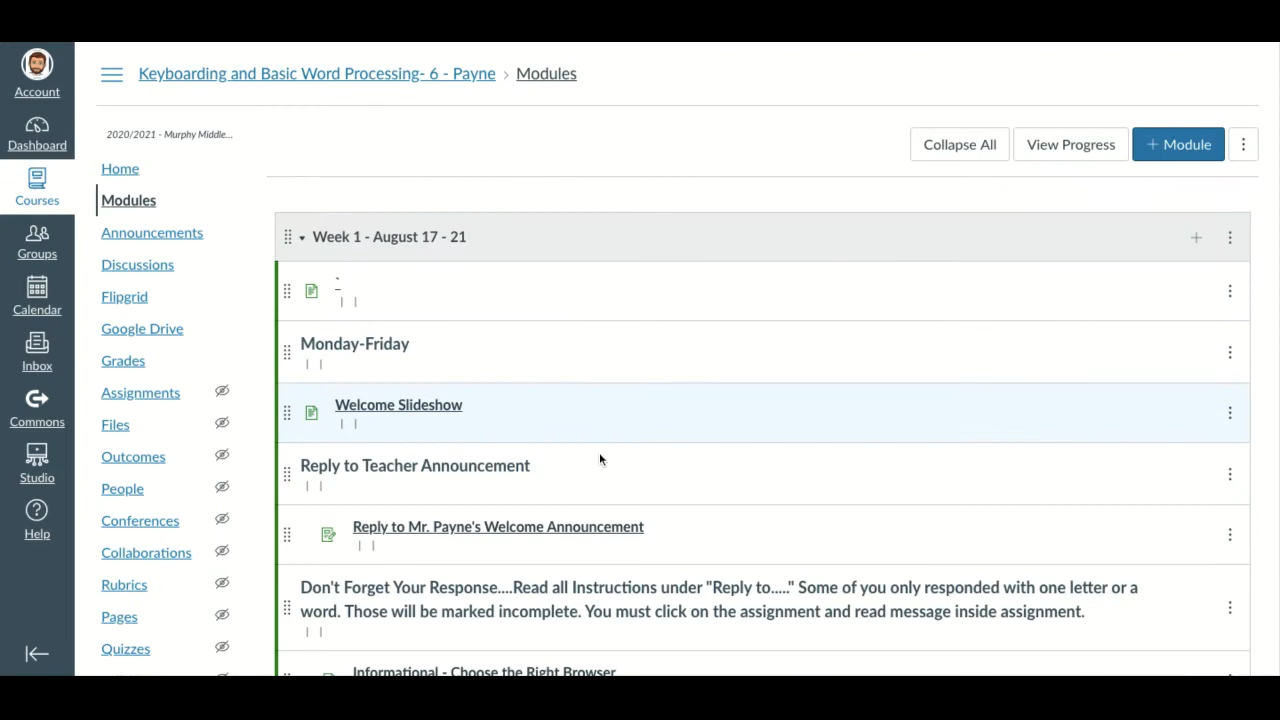 Account
Dashboard
Courses
Groups
Calendar
Inbox
Commons
Studio
Help
Keyboarding and Basic Word Processing- 6 - Payne › Modules
2020/2021 - Murphy Middle...
Home
Modules
Announcements
Discussions
Flipgrid
Google Drive
Grades
Assignments
Files
Outcomes
People
Conferences
Collaborations
Rubrics
Pages
Quizzes
Collapse All
View Progress
+ Module
Week 1 - August 17 - 21
`
Monday-Friday
Welcome Slideshow
Reply to Teacher Announcement
Reply to Mr. Payne's Welcome Announcement
Don't Forget Your Response....Read all Instructions under "Reply to....." Some of you only responded with one letter or a
word. Those will be marked incomplete. You must click on the assignment and read message inside assignment.
Informational - Choose the Right Browser